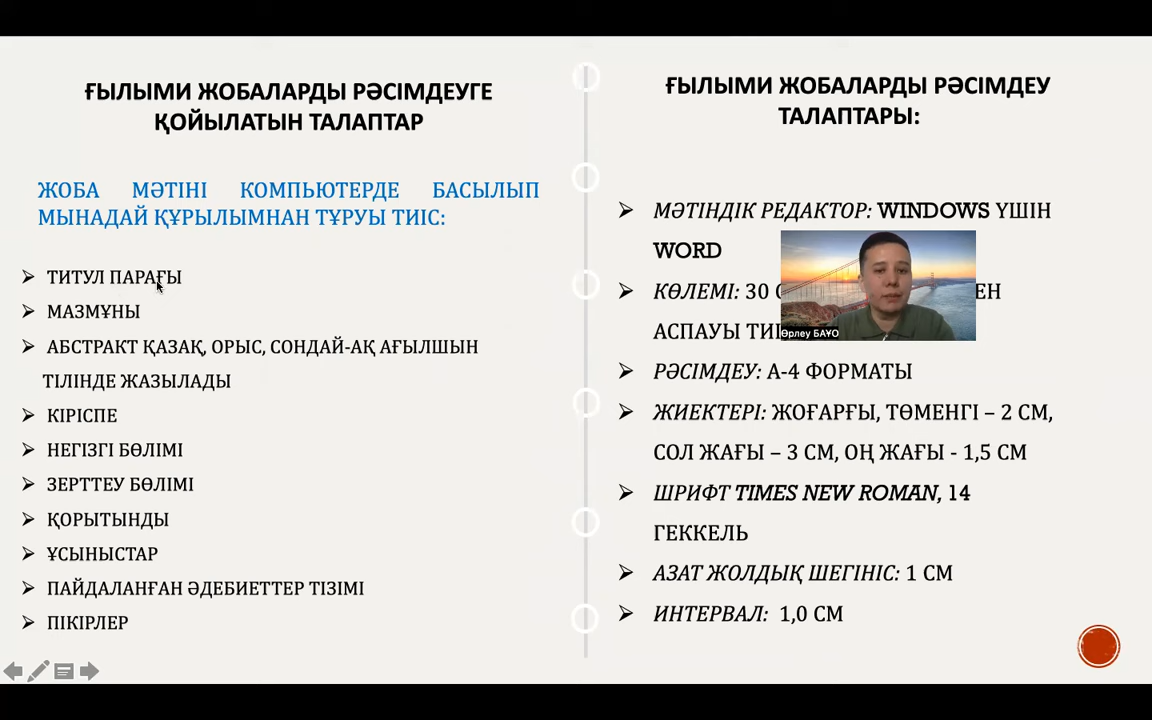 ҒЫЛЫМИ ЖОБАЛАРДЫ РӘСІМДЕУГЕ
ҚОЙЫЛАТЫН ТАЛАПТАР
ЖОБА МӘТІНІ КОМПЬЮТЕРДЕ БАСЫЛЫП
МЫНАДАЙ ҚҰРЫЛЫМНАН ТҰРУЫ ТИІС:
ТИТУЛ ПАРАҒЫ
МАЗМҰНЫ
АБСТРАКТ ҚАЗАҚ, ОРЫС, СОНДАЙ-АҚ АҒЫЛШЫН
ТІЛІНДЕ ЖАЗЫЛАДЫ
КІРІСПЕ
НЕГІЗГІ БӨЛІМІ
ЗЕРТТЕУ БӨЛІМІ
ҚОРЫТЫНДЫ
ҰСЫНЫСТАР
ПАЙДАЛАНҒАН ӘДЕБИЕТТЕР ТІЗІМІ
ПІКІРЛЕР
ҒЫЛЫМИ ЖОБАЛАРДЫ РӘСІМДЕУ
ТАЛАПТАРЫ:
МӘТІНДІК РЕДАКТОР: WINDOWS ҮШІН
WORD
КӨЛЕМІ: 30
АСПАУЫ
РӘСІМДЕУ: А-4 ФОРМАТЫ
ЖИЕКТЕРІ: ЖОҒАРҒЫ, ТӨМЕНГІ – 2 СМ,
СОЛ ЖАҒЫ – 3 СМ, ОҢ ЖАҒЫ - 1,5 СМ
ШРИФТ TIMES NEW ROMAN, 14
ГЕККЕЛЬ
АЗАТ ЖОЛДЫҚ ШЕГІНІС: 1 СМ
ИНТЕРВАЛ: 1,0 СМ
Өрлеу БАҰО